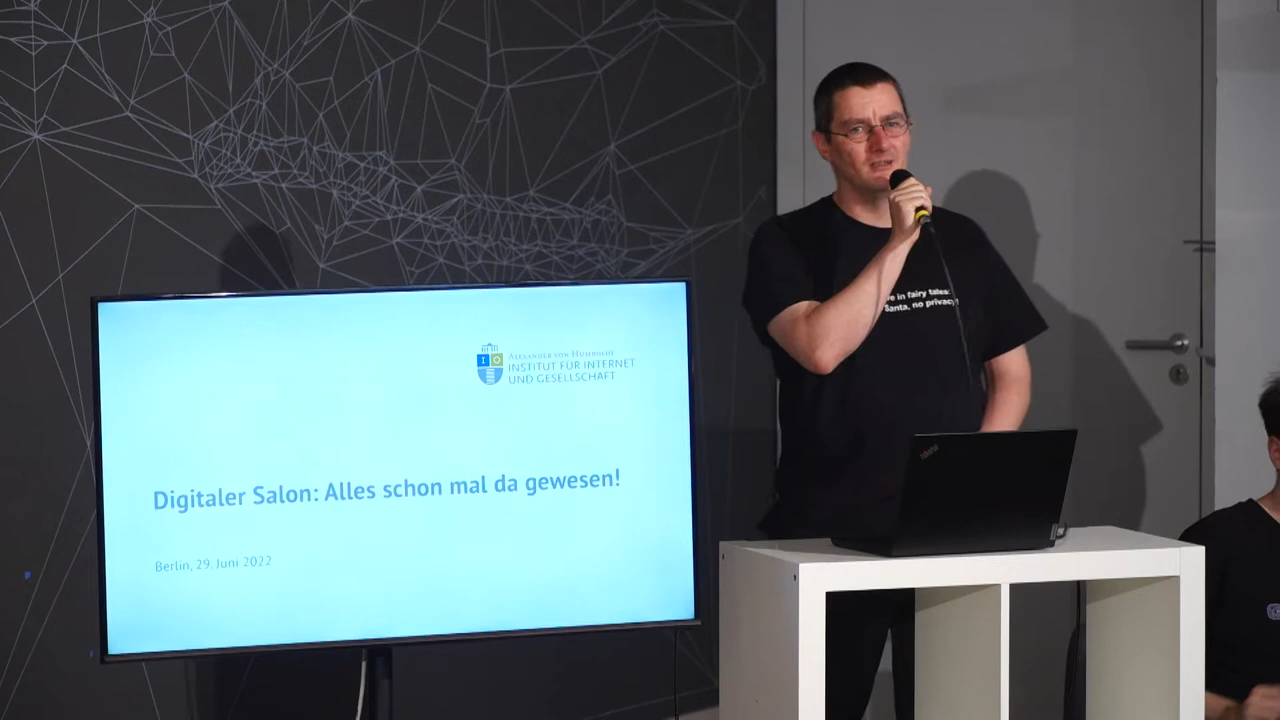 ALEXANDER VON HUMBOLDT
INSTITUT FÜR INTERNET
UND GESELLSCHAFT
Digitaler Salon: Alles schon mal da gewesen!
Berlin, 29. Juni 2022
in fairy tales:
Santa, no privacy!
ThinkPad